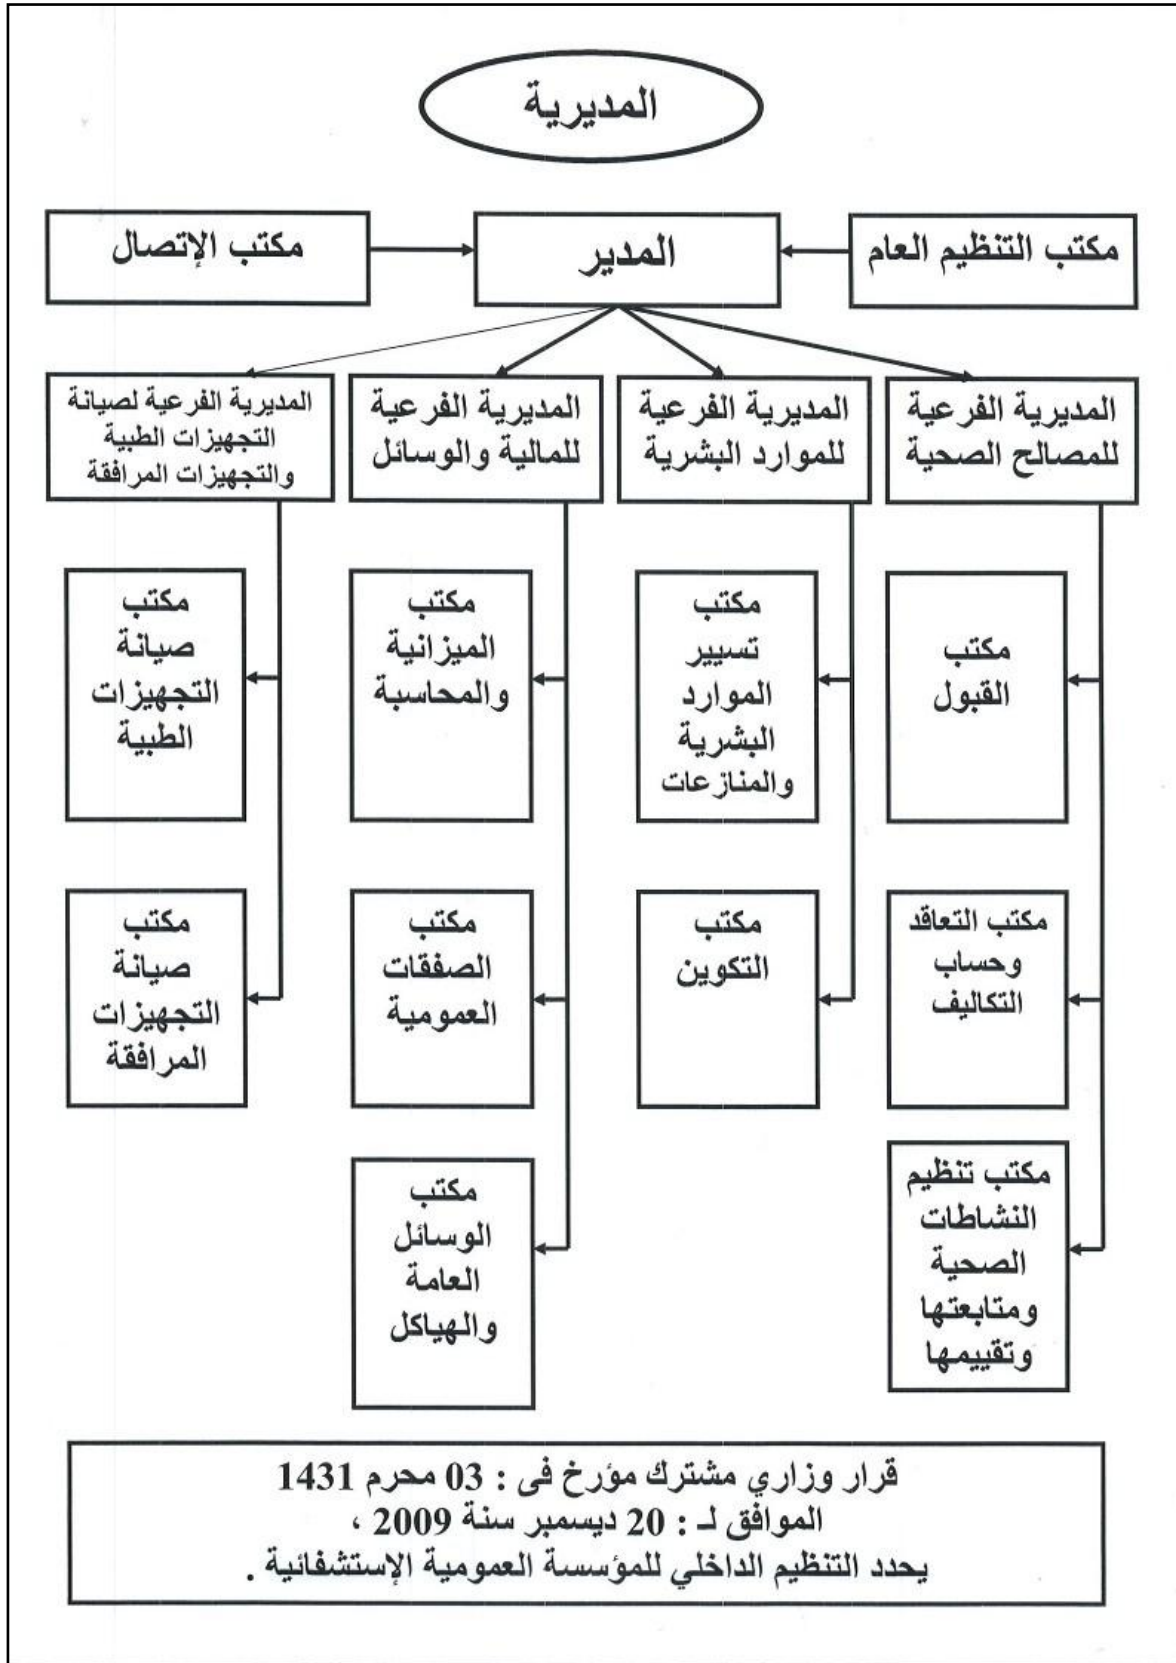 المديرية
مكتب التنظيم العام
المدير
مكتب الإتصال
المديرية الفرعية
للمصالح الصحية
المديرية الفرعية
للموارد البشرية
المديرية الفرعية
للمالية والوسائل
المديرية الفرعية لصيانة
التجهيزات الطبية
والتجهيزات المرافقة
مكتب
القبول
مكتب
تسيير
الموارد
البشرية
والمنازعات
مكتب
الميزانية
والمحاسبة
مكتب
صيانة
التجهيزات
الطبية
مكتب التعاقد
وحساب
التكاليف
مكتب
التكوين
مكتب
الصفقات
العمومية
مكتب
صيانة
التجهيزات
المرافقة
مكتب تنظيم
النشاطات
الصحية
ومتابعتها
وتقييمها
مكتب
الوسائل
العامة
والهياكل
قرار وزاري مشترك مؤرخ فى : 03 محرم 1431
الموافق لـ : 20 ديسمبر سنة 2009 ،
يحدد التنظيم الداخلي للمؤسسة العمومية الإستشفائية .